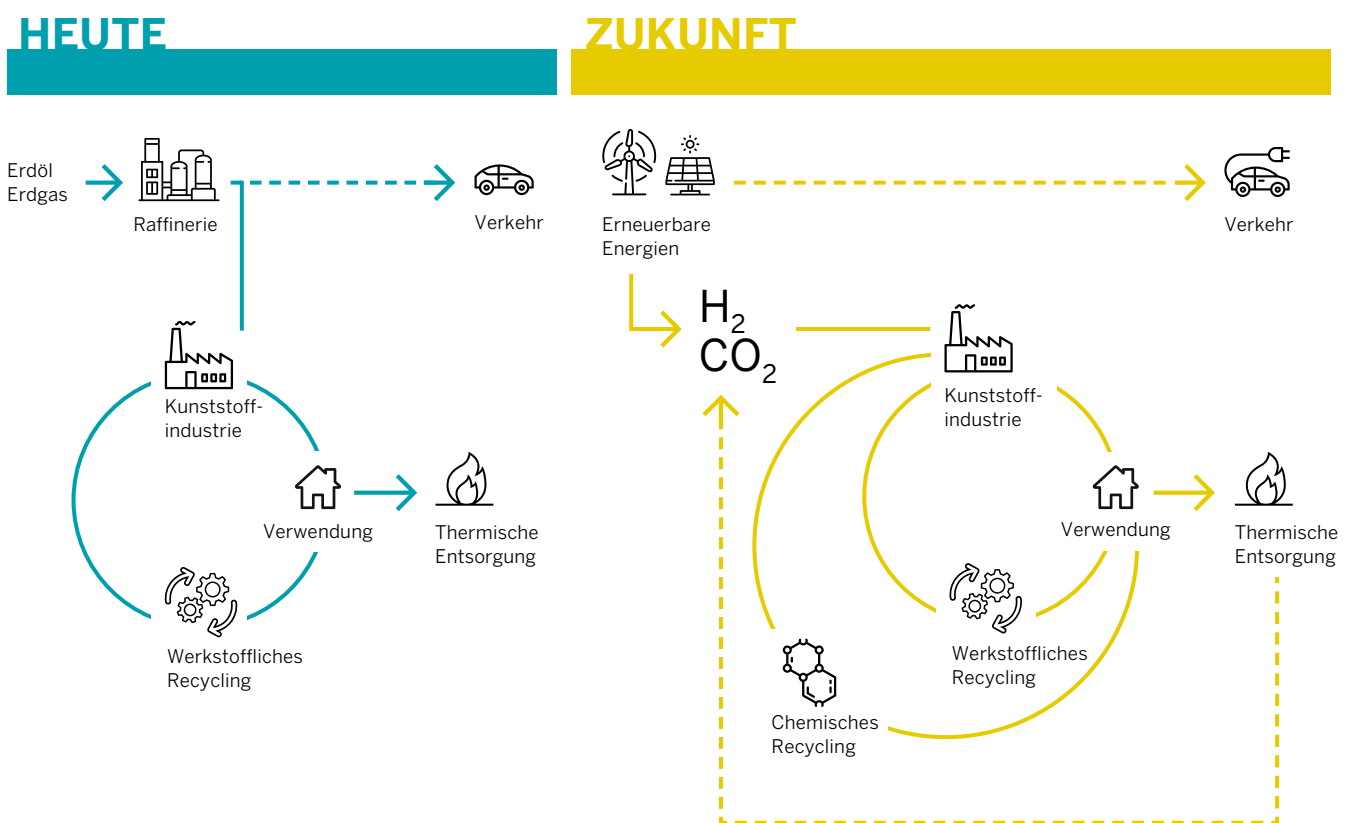 HEUTE
Erdöl
Erdgas
Raffinerie
Verkehr
Kunststoff-
industrie
Verwendung
Thermische
Entsorgung
Werkstoffliches
Recycling
ZUKUNFT
Erneuerbare
Energien
Verkehr
H₂
CO₂
Kunststoff-
industrie
Verwendung
Thermische
Entsorgung
Werkstoffliches
Recycling
Chemisches
Recycling